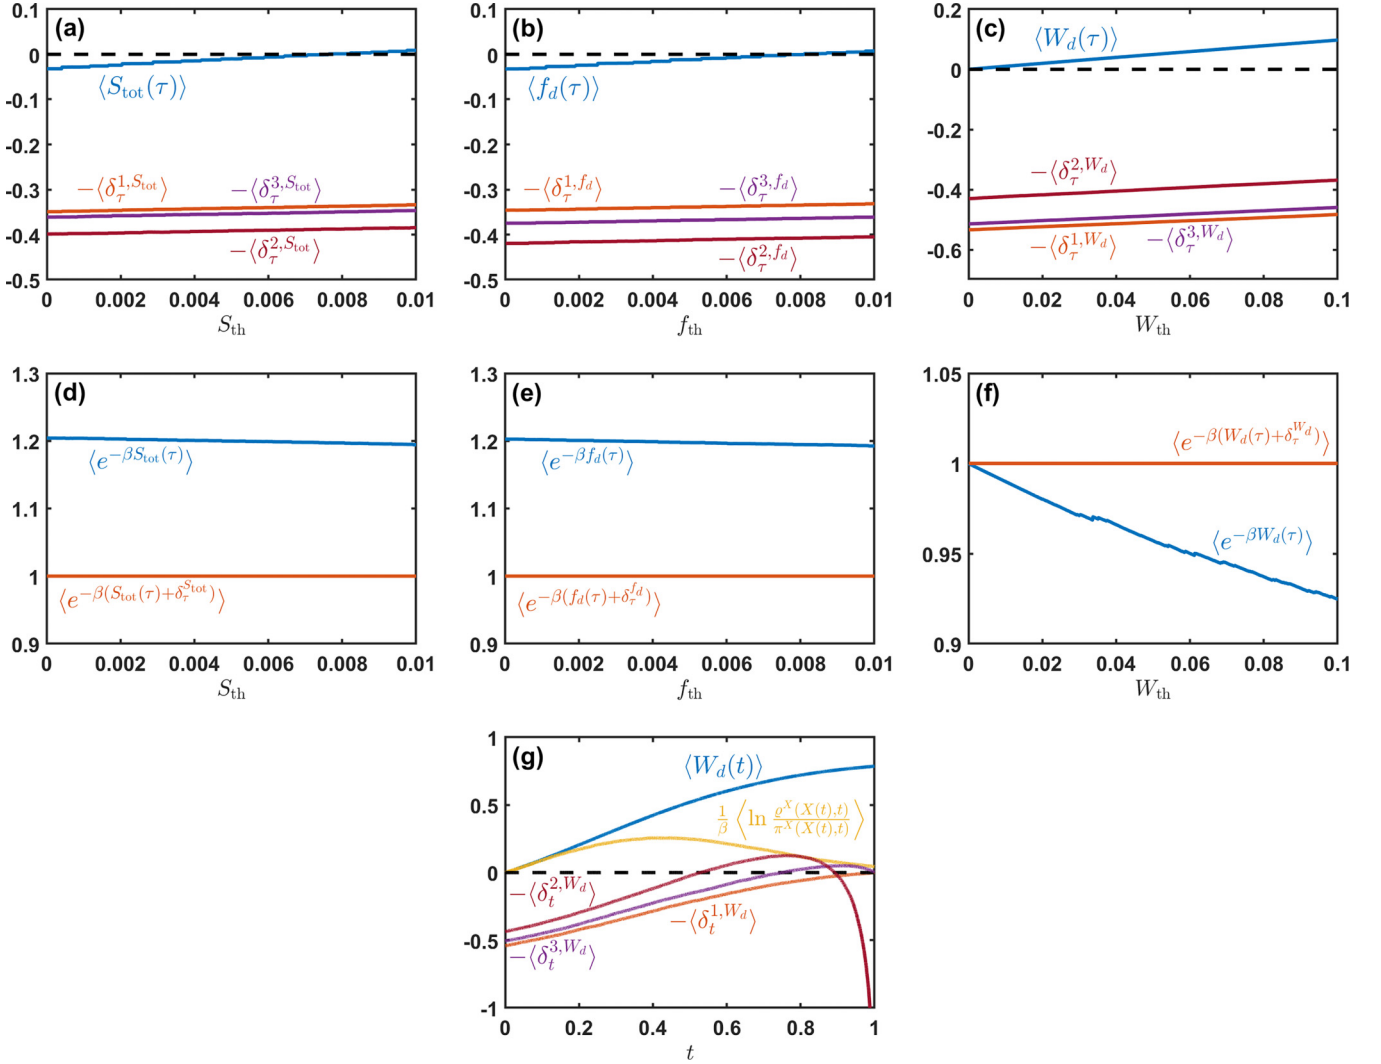 (a)
0.1
0
-0.1
-0.2
-0.3
-0.4
-0.5
⟨S_tot(τ)⟩
−⟨δ_τ^{1,S_tot}⟩
−⟨δ_τ^{3,S_tot}⟩
−⟨δ_τ^{2,S_tot}⟩
0 0.002 0.004 0.006 0.008 0.01
S_th
(b)
0.1
0
-0.1
-0.2
-0.3
-0.4
-0.5
⟨f_d(τ)⟩
−⟨δ_τ^{1,f_d}⟩
−⟨δ_τ^{3,f_d}⟩
−⟨δ_τ^{2,f_d}⟩
0 0.002 0.004 0.006 0.008 0.01
f_th
(c)
0.2
0
-0.2
-0.4
-0.6
⟨W_d(τ)⟩
−⟨δ_τ^{2,W_d}⟩
−⟨δ_τ^{1,W_d}⟩
−⟨δ_τ^{3,W_d}⟩
0 0.02 0.04 0.06 0.08 0.1
W_th
(d)
1.3
1.2
1.1
1
0.9
⟨e^{−βS_tot(τ)}⟩
⟨e^{−β(S_tot(τ)+δ_τ^{S_tot})}⟩
0 0.002 0.004 0.006 0.008 0.01
S_th
(e)
1.3
1.2
1.1
1
0.9
⟨e^{−βf_d(τ)}⟩
⟨e^{−β(f_d(τ)+δ_τ^{f_d})}⟩
0 0.002 0.004 0.006 0.008 0.01
f_th
(f)
1.05
1
0.95
0.9
⟨e^{−β(W_d(τ)+δ_τ^{W_d})}⟩
⟨e^{−βW_d(τ)}⟩
0 0.02 0.04 0.06 0.08 0.1
W_th
(g)
1
0.5
0
-0.5
-1
⟨W_d(t)⟩
1/β ⟨ln ϱ^X(X(t),t)/π^X(X(t),t)⟩
−⟨δ_t^{2,W_d}⟩
−⟨δ_t^{1,W_d}⟩
−⟨δ_t^{3,W_d}⟩
0 0.2 0.4 0.6 0.8 1
t